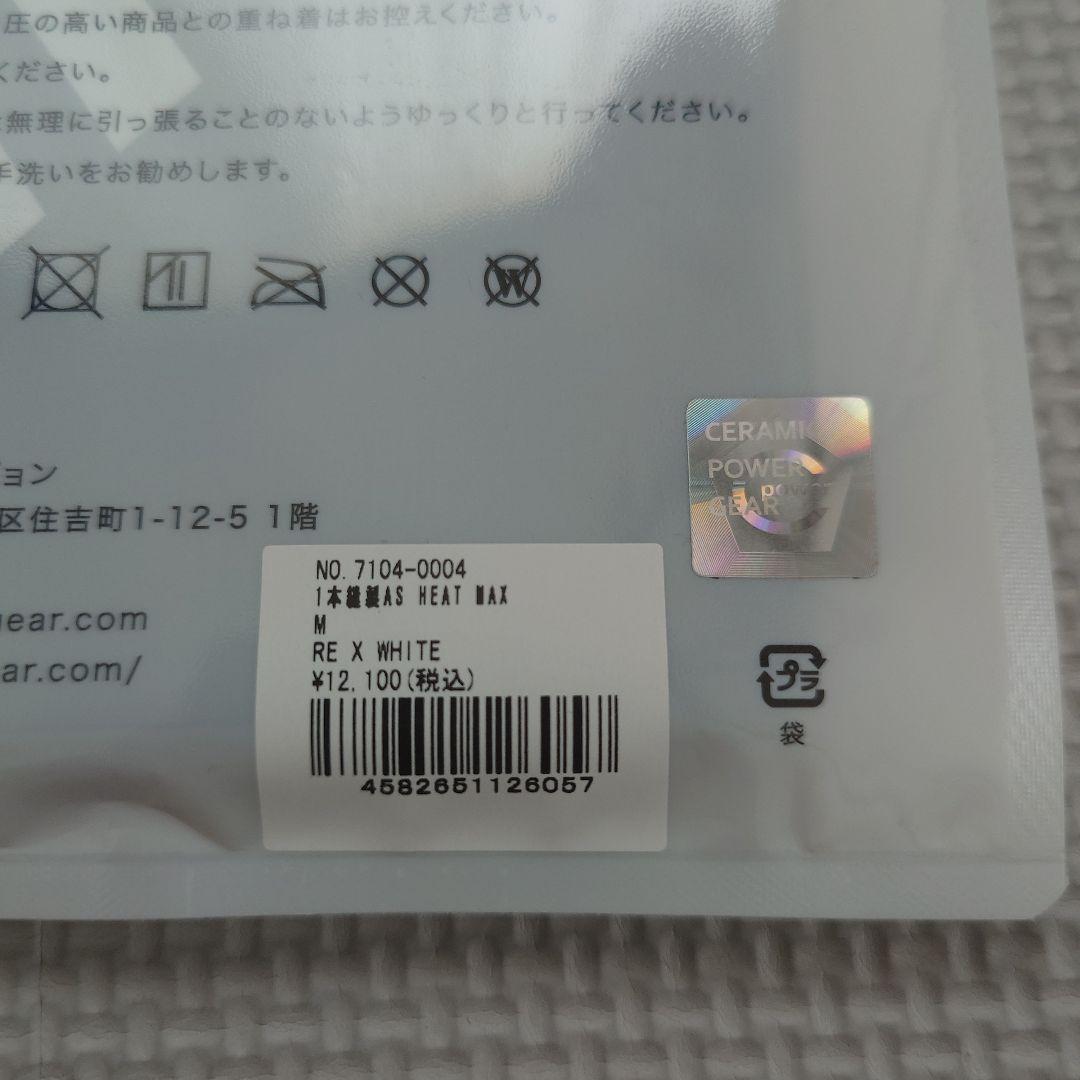 圧の高い商品との重ね着はお控えください。
ください。
無理に引っ張ることのないようゆっくりと行ってください。
手洗いをお勧めします。
W
ョン
区住吉町1-12-5 1階
gear.com
ar.com/
CERAMI
POWER
power
GEAR
NO. 7104-0004
1本縫製AS HEAT MAX
M
RE X WHITE
¥12,100(税込)
4582651126057
プラ
袋